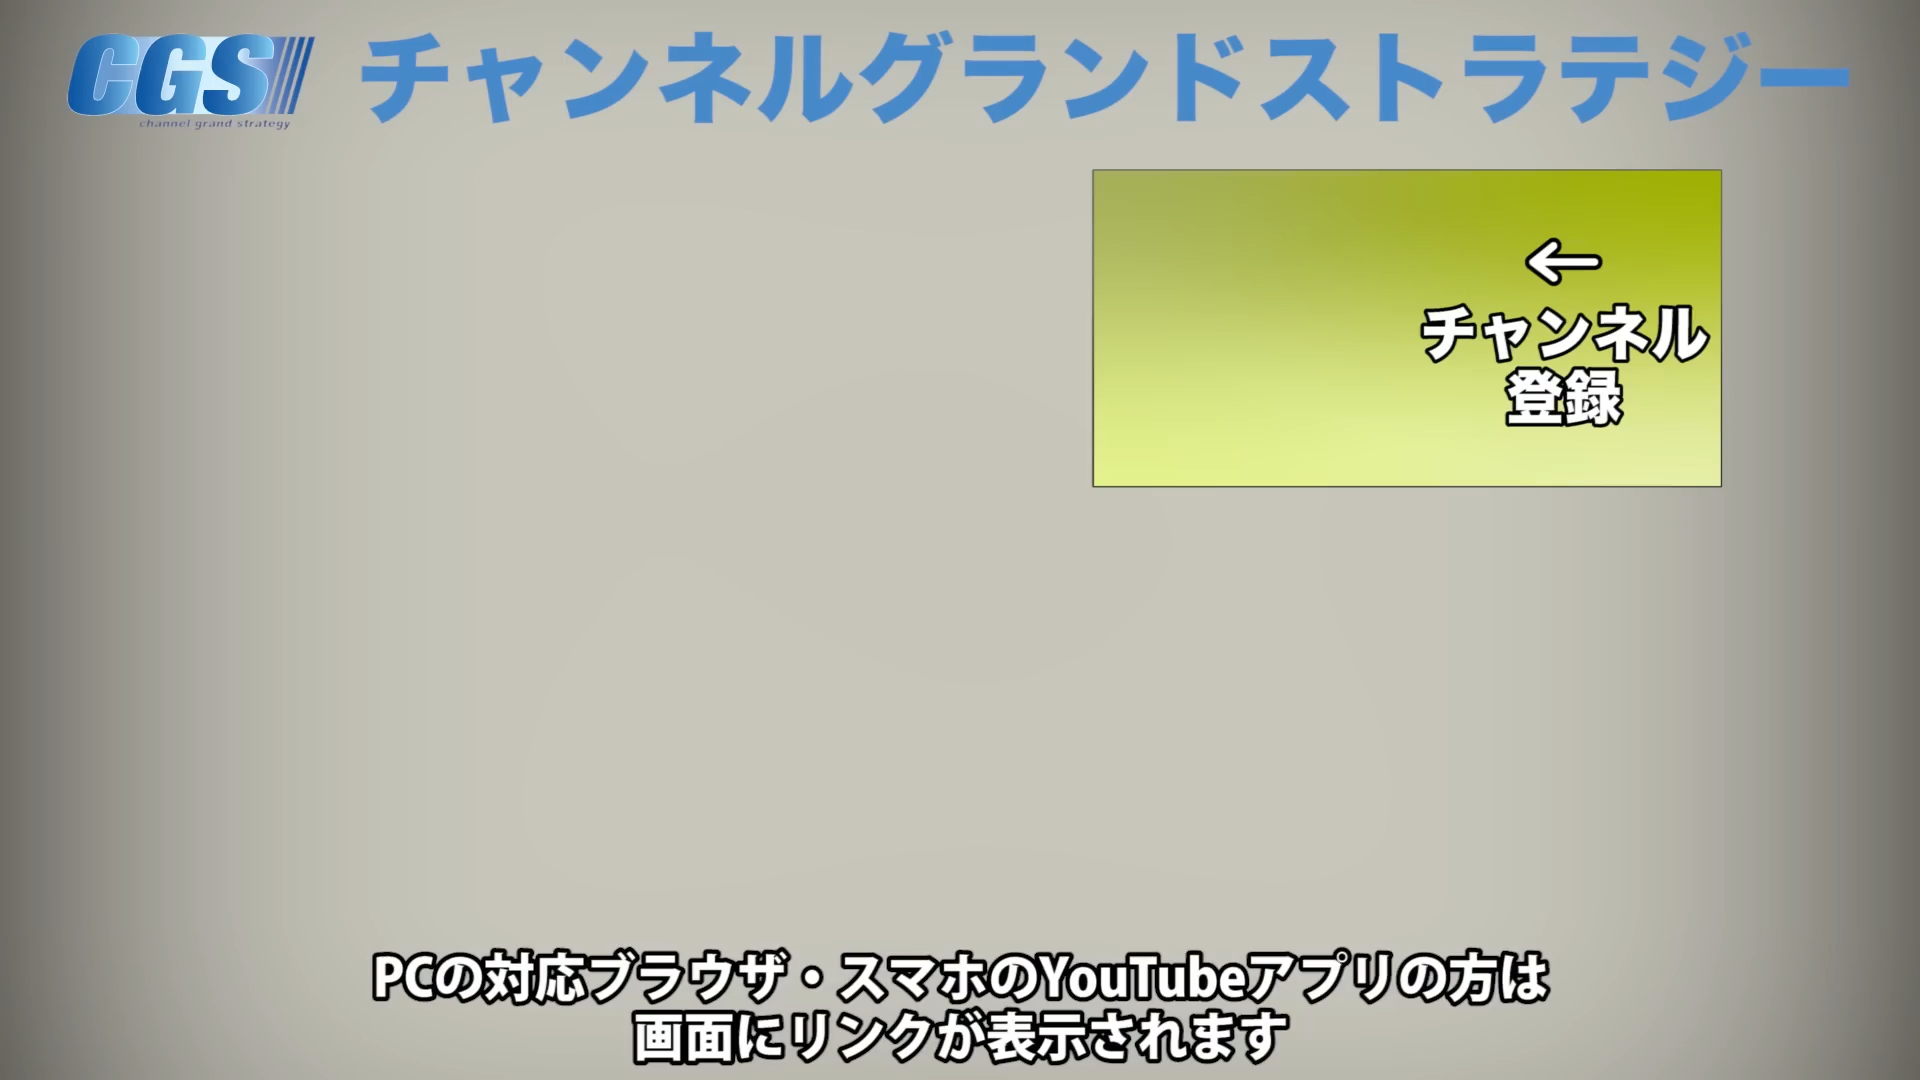 CGS
channel grand strategy
チャンネルグランドストラテジー
←
チャンネル
登録
PCの対応ブラウザ・スマホのYouTubeアプリの方は
画面にリンクが表示されます